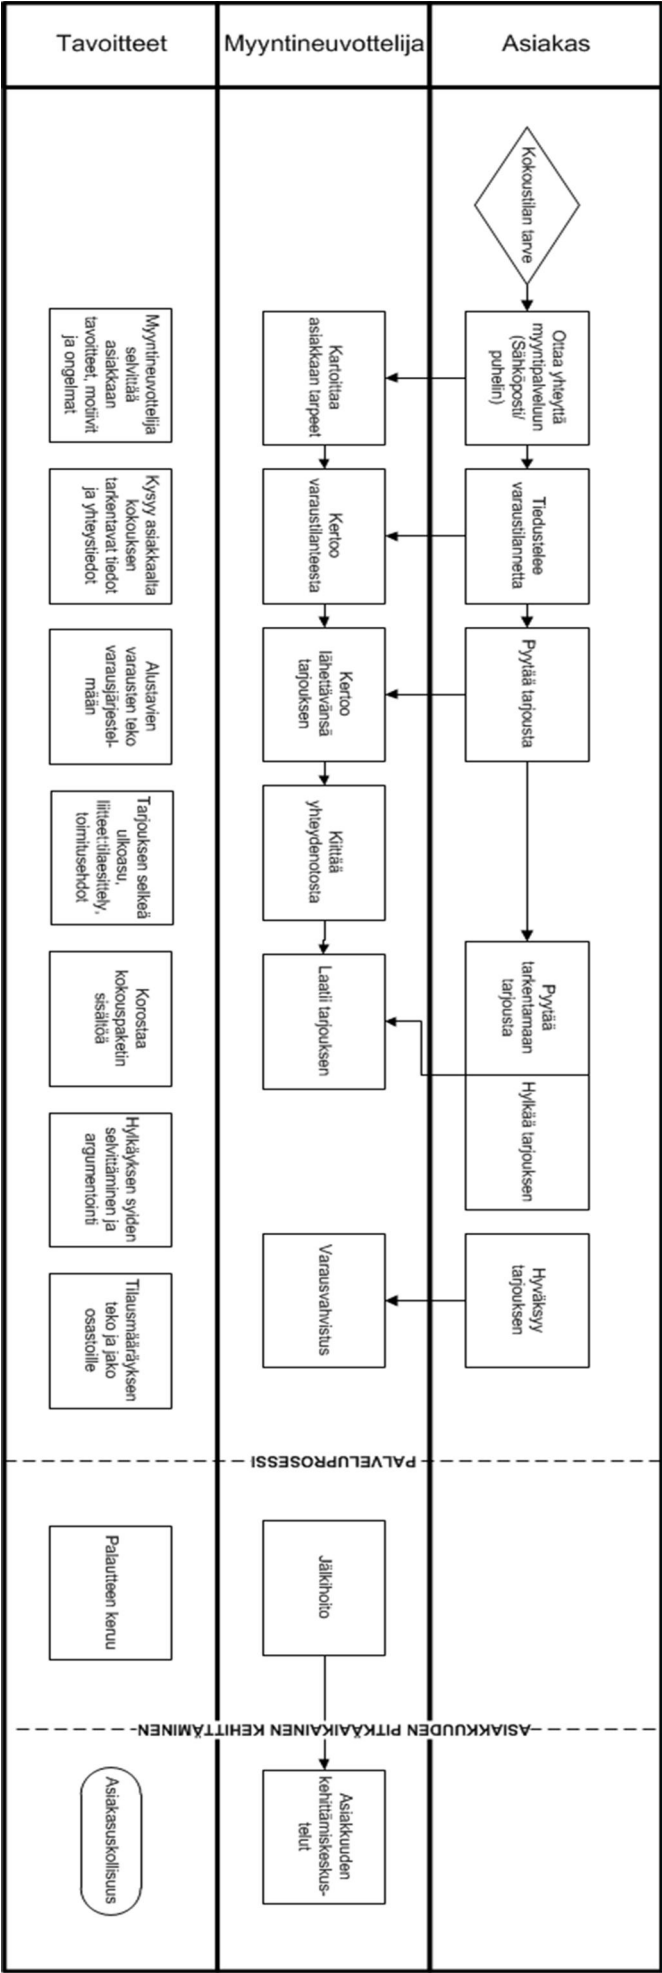 Tavoitteet
Myyntineuvottelija
Asiakas
Kokoustilan tarve
Ottaa yhteyttä
myyntipalveluun
(Sähköposti/
puhelin)
Tiedustelee
varaustilannetta
Pyytää tarjousta
Pyytää
tarkentamaan
tarjousta
Hylkää tarjouksen
Hyväksyy
tarjouksen
Kartoittaa
asiakkaan tarpeet
Kertoo
varaustilanteesta
Kertoo
lähettävänsä
tarjouksen
Kiittää
yhteydenotosta
Laatii tarjouksen
Varausvahvistus
Jälkihoito
Asiakkuuden
kehittämiskeskus-
telut
Myyntineuvottelija
selvittää
asiakkaan
tavoitteet, motiivit
ja ongelmat
Kysyy asiakkaalta
kokouksen
tarkentavat tiedot
ja yhteystiedot
Alustavien
varausten teko
varausjärjestel-
mään
Tarjouksen selkeä
ulkoasu,
liitteet:tilaesittely,
toimitusehdot
Korostaa
kokouspaketin
sisältöä
Hylkäyksen syiden
selvittäminen ja
argumentointi
Tilausmääräyksen
teko ja jako
osastoille
Palautteen keruu
Asiakasuskollisuus
PALVELUPROSESSI
ASIAKKUUDEN PITKÄAIKAINEN KEHITTÄMINEN